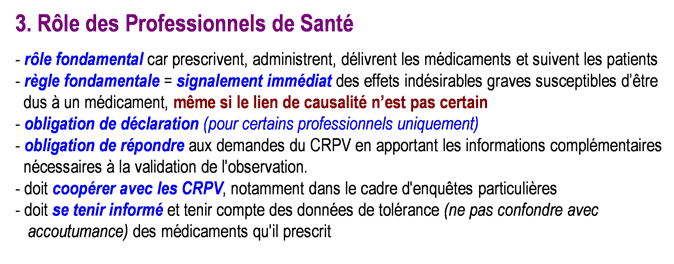 3. Rôle des Professionnels de Santé
- rôle fondamental car prescrivent, administrent, délivrent les médicaments et suivent les patients
- règle fondamentale = signalement immédiat des effets indésirables graves susceptibles d'être
dus à un médicament, même si le lien de causalité n'est pas certain
- obligation de déclaration (pour certains professionnels uniquement)
- obligation de répondre aux demandes du CRPV en apportant les informations complémentaires
nécessaires à la validation de l'observation.
- doit coopérer avec les CRPV, notamment dans le cadre d'enquêtes particulières
- doit se tenir informé et tenir compte des données de tolérance (ne pas confondre avec
accoutumance) des médicaments qu'il prescrit